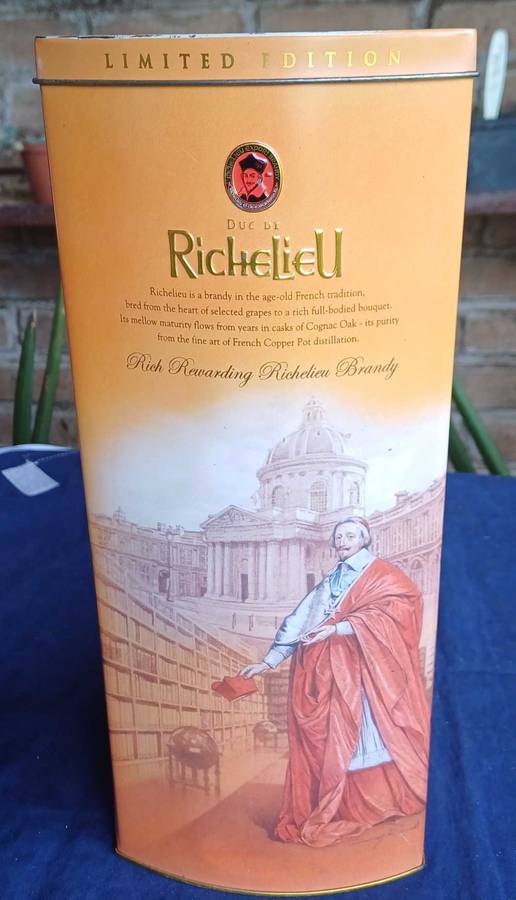 LIMITED EDITION
DUC DE
RICHELIEU
Richelieu is a brandy in the age-old French tradition,
bred from the heart of selected grapes to a rich full-bodied bouquet.
Its mellow maturity flows from years in casks of Cognac Oak - its purity
from the fine art of French Copper Pot distillation.
Rich Rewarding Richelieu Brandy